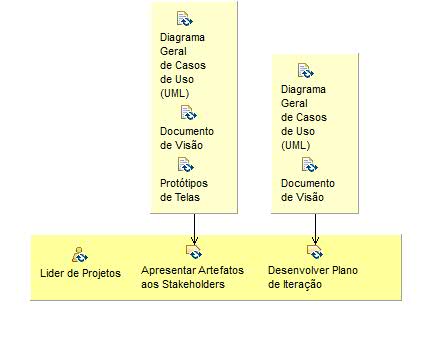 Diagrama
Geral
de Casos
de Uso
(UML)
Documento
de Visão
Protótipos
de Telas
Diagrama
Geral
de Casos
de Uso
(UML)
Documento
de Visão
Lider de Projetos
Apresentar Artefatos
aos Stakeholders
Desenvolver Plano
de Iteração